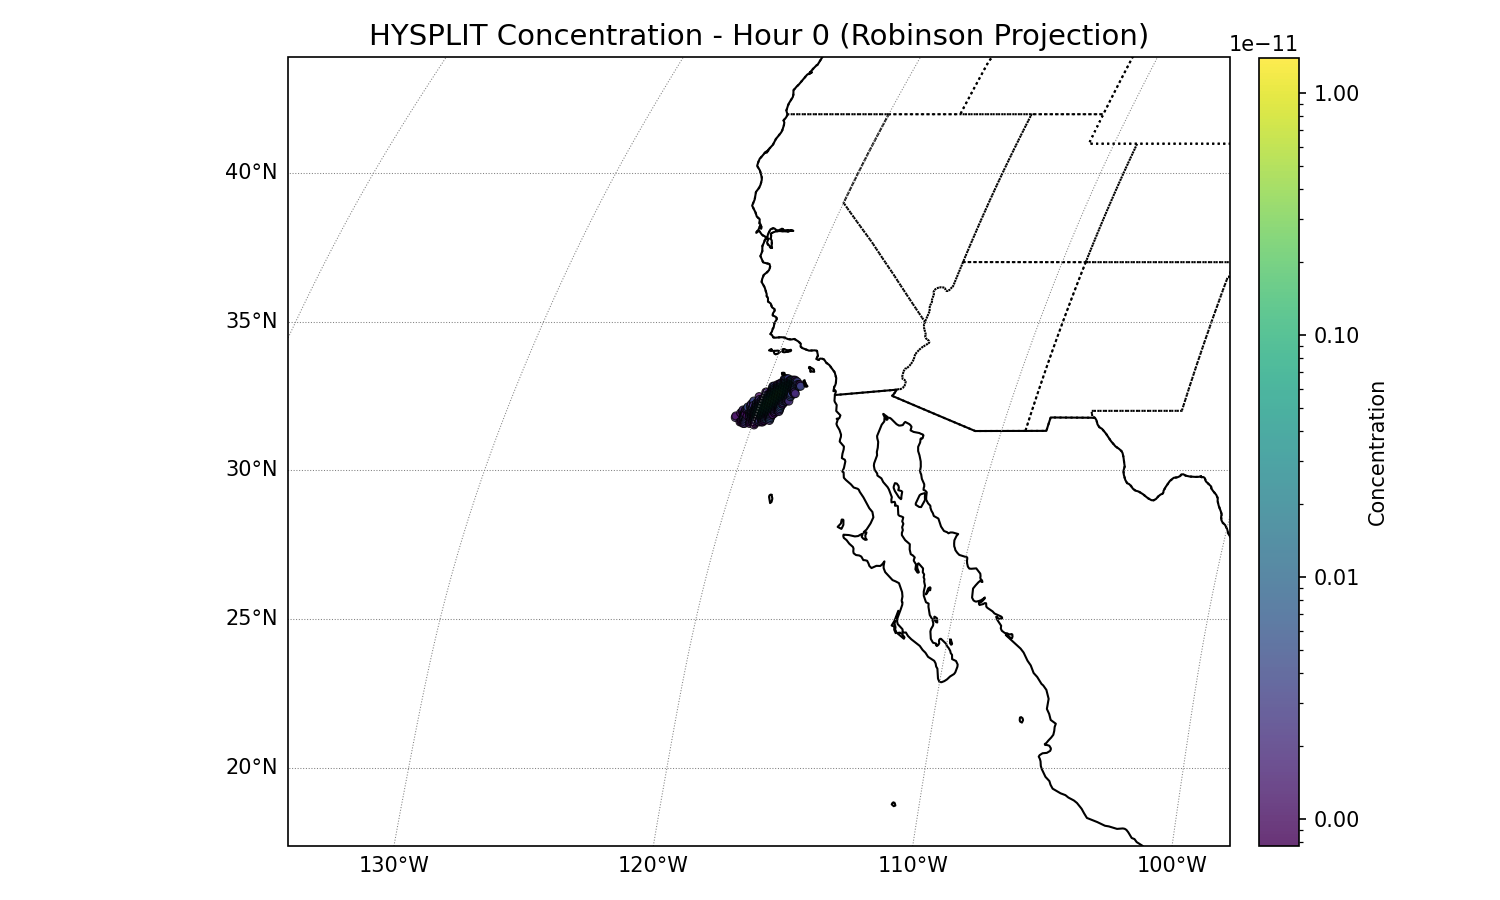 HYSPLIT Concentration - Hour 0 (Robinson Projection)
1e−11
1.00
40°N
35°N
0.10
Concentration
30°N
0.01
25°N
20°N
0.00
130°W 120°W 110°W 100°W